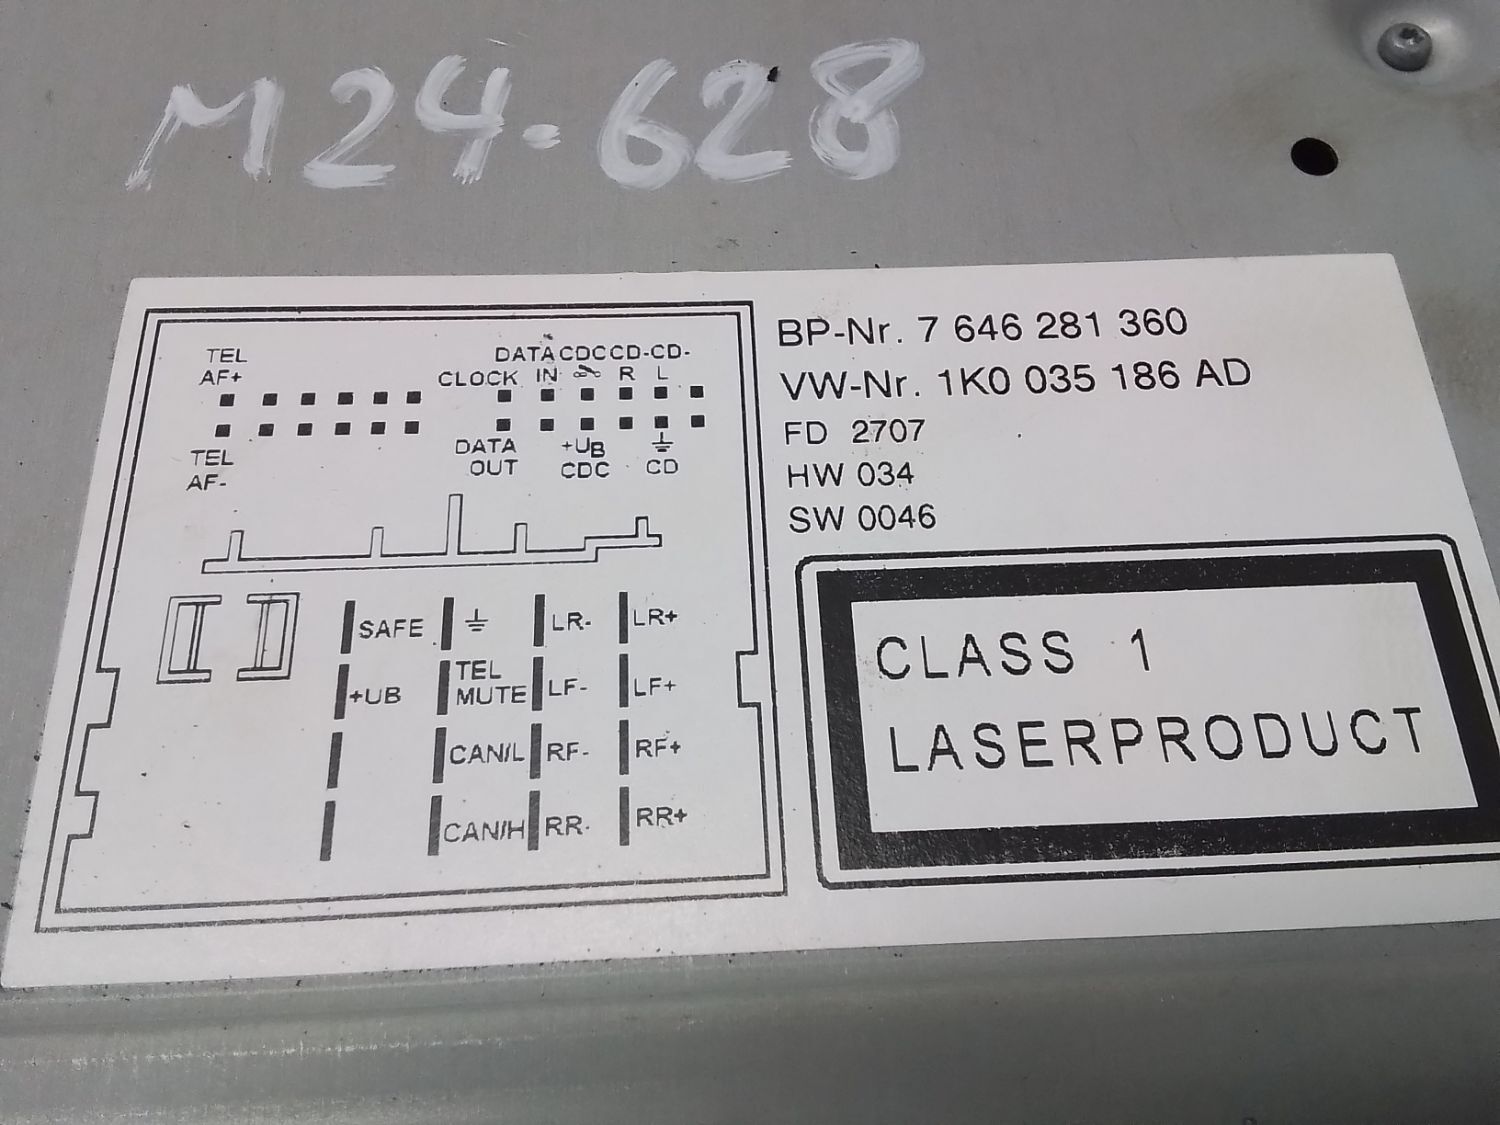 M24.628
TEL
AF+
DATA CDC CD- CD-
CLOCK IN R L
TEL
AF-
DATA
OUT
+UB
CDC
CD
SAFE
LR-
LR+
+UB
TEL
MUTE
LF-
LF+
CAN/L
RF-
RF+
CAN/H
RR-
RR+
BP-Nr. 7 646 281 360
VW-Nr. 1K0 035 186 AD
FD 2707
HW 034
SW 0046
CLASS 1
LASERPRODUCT